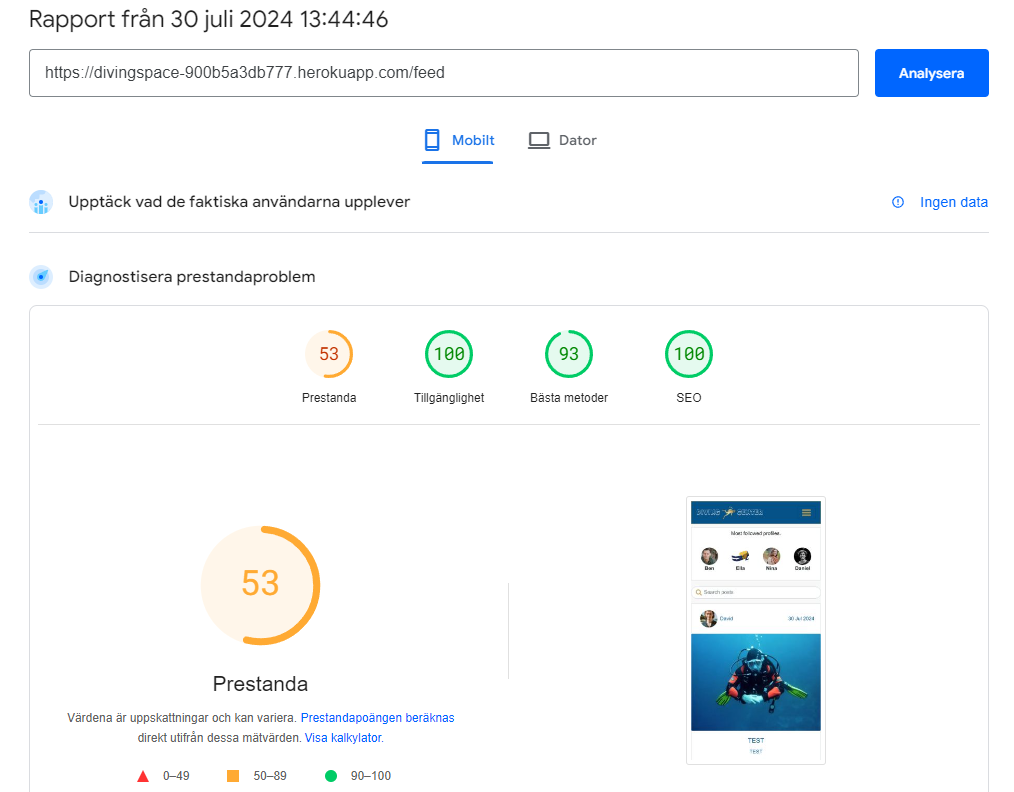 Rapport från 30 juli 2024 13:44:46
https://divingspace-900b5a3db777.herokuapp.com/feed
Analysera
Mobilt
Dator
Upptäck vad de faktiska användarna upplever
Ingen data
Diagnostisera prestandaproblem
53
100
93
100
Prestanda
Tillgänglighet
Bästa metoder
SEO
53
Prestanda
Värdena är uppskattningar och kan variera. Prestandapoängen beräknas
direkt utifrån dessa mätvärden. Visa kalkylator.
0–49
50–89
90–100
Most followed profiles.
Ben
Ella
Nina
Daniel
Search posts
David
30 Jul 2024
TEST
TEST